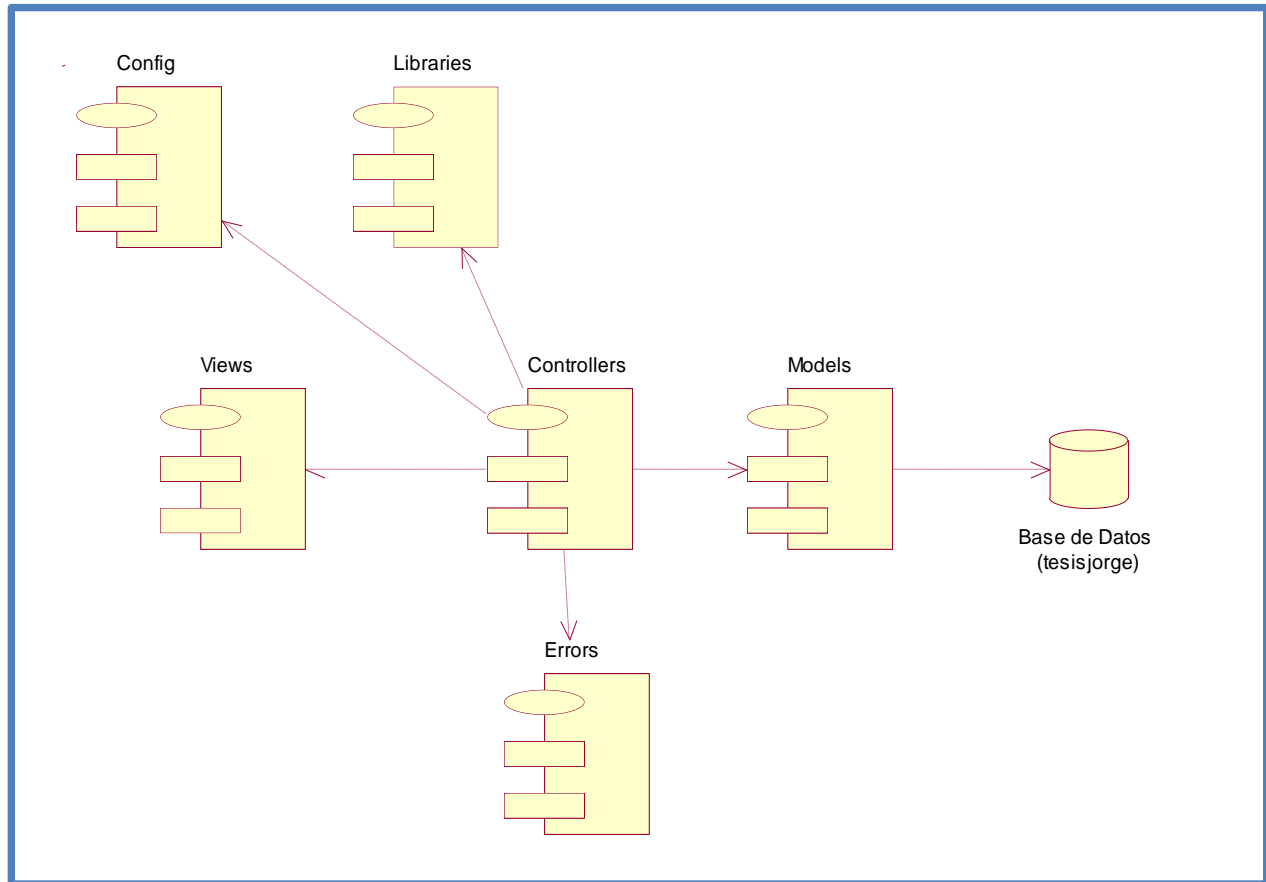 Config
Libraries
Views
Controllers
Models
Base de Datos
(tesisjorge)
Errors